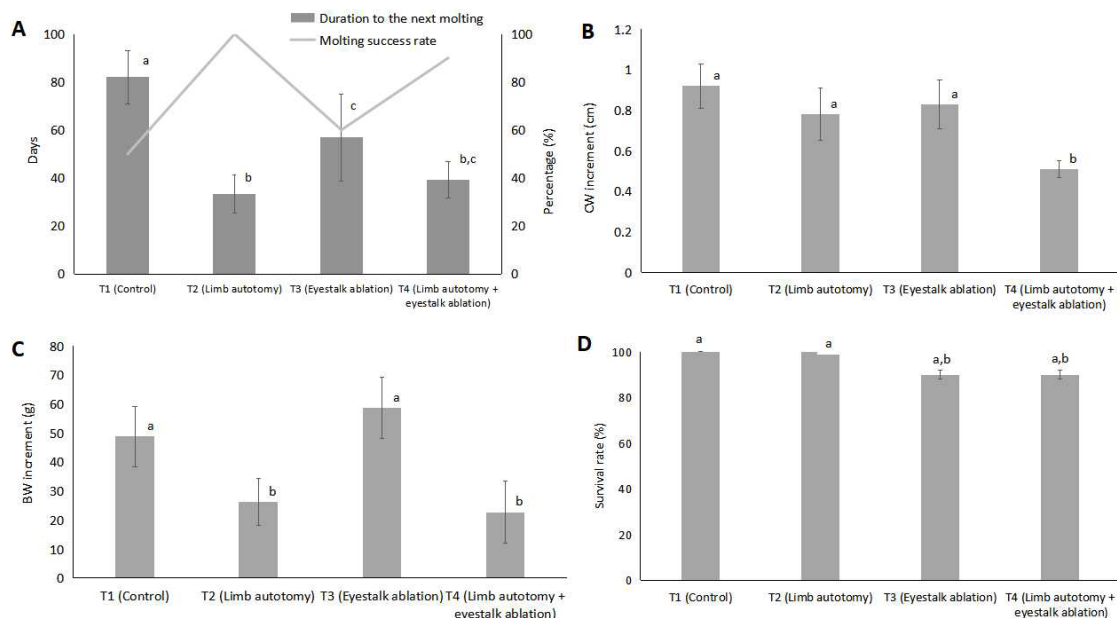 A
Duration to the next molting
Molting success rate
100
80
60
40
20
0
Days
a
b
c
b,c
100
80
60
40
20
0
Percentage (%)
T1 (Control)
T2 (Limb autotomy)
T3 (Eyestalk ablation)
T4 (Limb autotomy +
eyestalk ablation)
B
1.2
1
0.8
0.6
0.4
0.2
0
CW increment (cm)
a
a
a
b
T1 (Control)
T2 (Limb autotomy)
T3 (Eyestalk ablation)
T4 (Limb autotomy +
eyestalk ablation)
C
80
70
60
50
40
30
20
10
0
BW increment (g)
a
b
a
b
T1 (Control)
T2 (Limb autotomy)
T3 (Eyestalk ablation)
T4 (Limb autotomy +
eyestalk ablation)
D
100
80
60
40
20
0
Survival rate (%)
a
a
a,b
a,b
T1 (Control)
T2 (Limb autotomy)
T3 (Eyestalk ablation)
T4 (Limb autotomy +
eyestalk ablation)